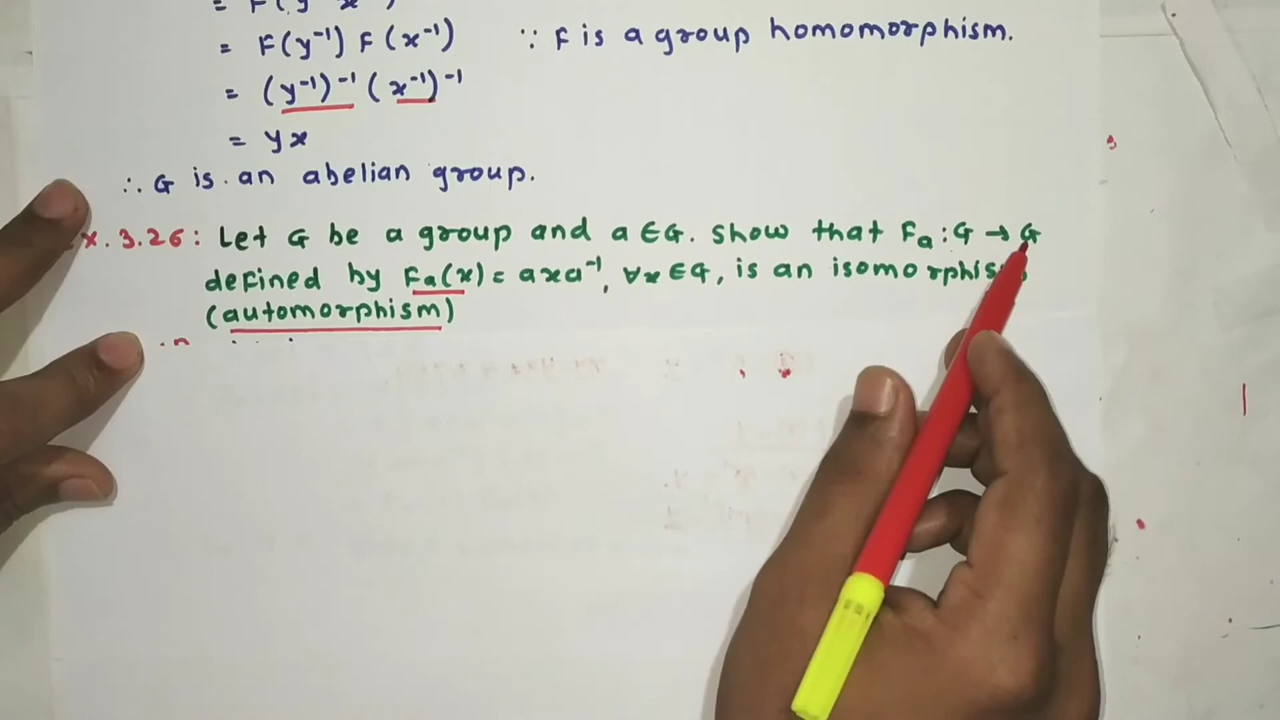 = F(y⁻¹) F(x⁻¹) ∵ F is a group homomorphism.
= (y⁻¹)⁻¹ (x⁻¹)⁻¹
= yx
∴ G is an abelian group.
x. 3.26: Let G be a group and a ∈ G. show that Fₐ: G → G
defined by Fₐ(x) = axa⁻¹, ∀x ∈ G, is an isomorphism
(automorphism)